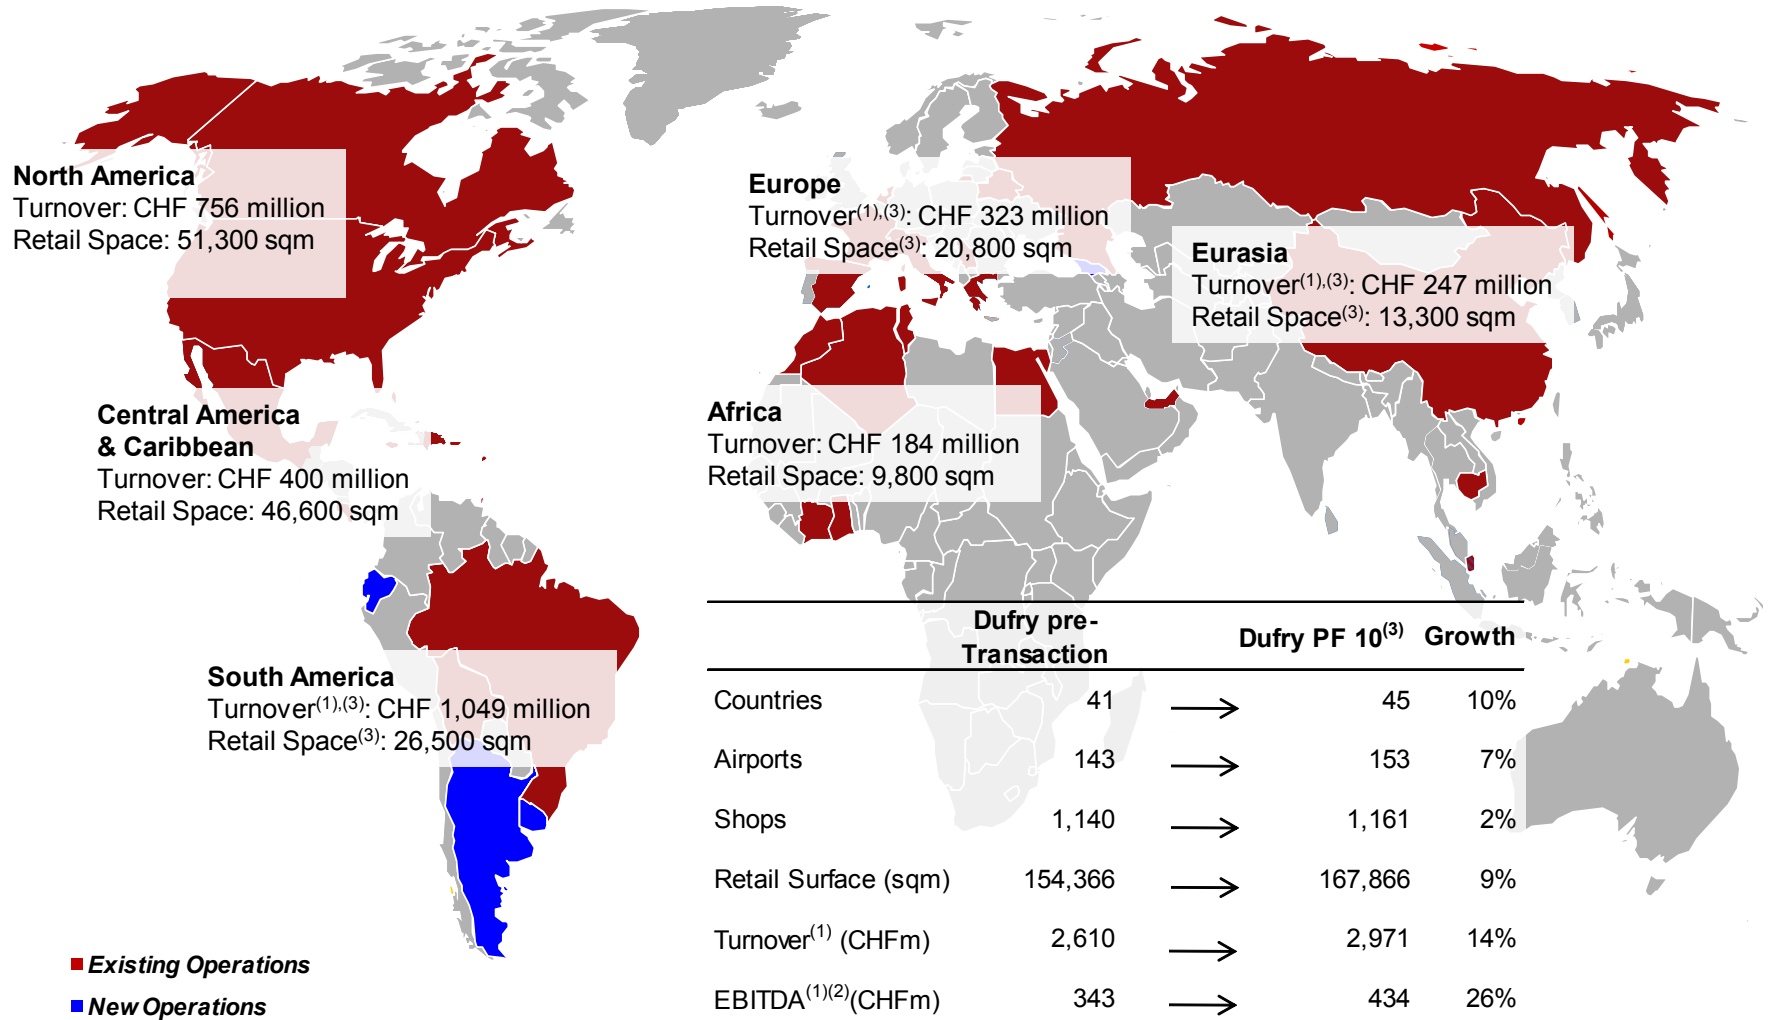 North America
Turnover: CHF 756 million
Retail Space: 51,300 sqm
Europe
Turnover(1),(3): CHF 323 million
Retail Space(3): 20,800 sqm
Eurasia
Turnover(1),(3): CHF 247 million
Retail Space(3): 13,300 sqm
Central America
& Caribbean
Turnover: CHF 400 million
Retail Space: 46,600 sqm
Africa
Turnover: CHF 184 million
Retail Space: 9,800 sqm
South America
Turnover(1),(3): CHF 1,049 million
Retail Space(3): 26,500 sqm
Dufry pre-
Transaction Dufry PF 10(3) Growth
Countries 41 → 45 10%
Airports 143 → 153 7%
Shops 1,140 → 1,161 2%
Retail Surface (sqm) 154,366 → 167,866 9%
Turnover(1) (CHFm) 2,610 → 2,971 14%
EBITDA(1)(2)(CHFm) 343 → 434 26%
Existing Operations
New Operations